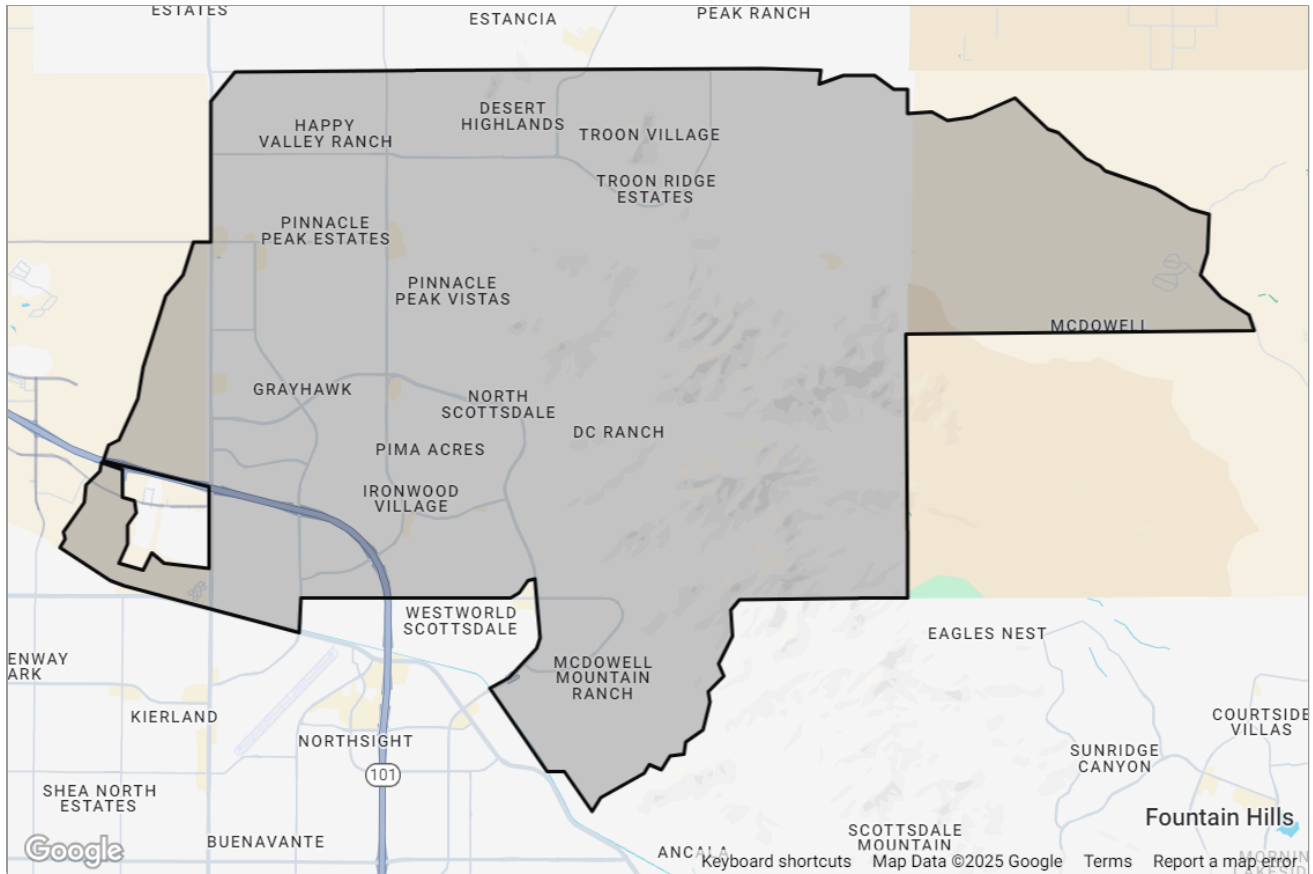 ESTATES
ESTANCIA
PEAK RANCH
DESERT
HIGHLANDS
HAPPY
VALLEY RANCH
TROON VILLAGE
TROON RIDGE
ESTATES
PINNACLE
PEAK ESTATES
PINNACLE
PEAK VISTAS
MCDOWELL
GRAYHAWK
NORTH
SCOTTSDALE
DC RANCH
PIMA ACRES
IRONWOOD
VILLAGE
WESTWORLD
SCOTTSDALE
EAGLES NEST
ENWAY
ARK
MCDOWELL
MOUNTAIN
RANCH
KIERLAND
COURTSIDE
VILLAS
NORTHSIGHT
SUNRIDGE
CANYON
101
SHEA NORTH
ESTATES
Fountain Hills
BUENAVANTE
SCOTTSDALE
MOUNTAIN
ANCALA
Google
Keyboard shortcuts
Map Data ©2025 Google
Terms
Report a map error